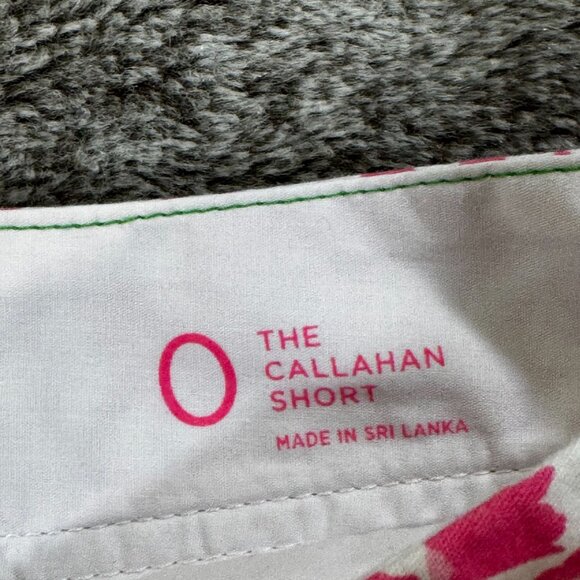 0
THE
CALLAHAN
SHORT
MADE IN SRI LANKA